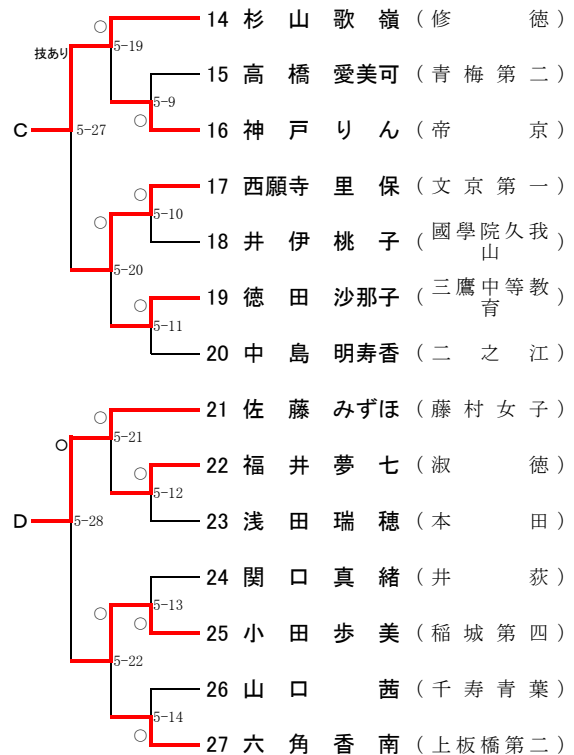 ○ 14 杉山歌嶺 (修徳)
技あり 5-19
15 高橋愛美可 (青梅第二)
5-9
C 5-27 ○ 16 神戸りん (帝京)
17 西願寺里保 (文京第一)
○ ○ 5-10
18 井伊桃子 (國學院久我山)
5-20
○ 19 徳田沙那子 (三鷹中等教育)
5-11
20 中島明寿香 (二之江)
○ 21 佐藤みずほ (藤村女子)
○ 5-21
○ 22 福井夢七 (淑徳)
5-12
D 5-28 23 浅田瑞穂 (本田)
24 関口真緒 (井荻)
○ 5-13
○ 25 小田歩美 (稲城第四)
5-22
26 山口茜 (千寿青葉)
5-14
○ 27 六角香南 (上板橋第二)